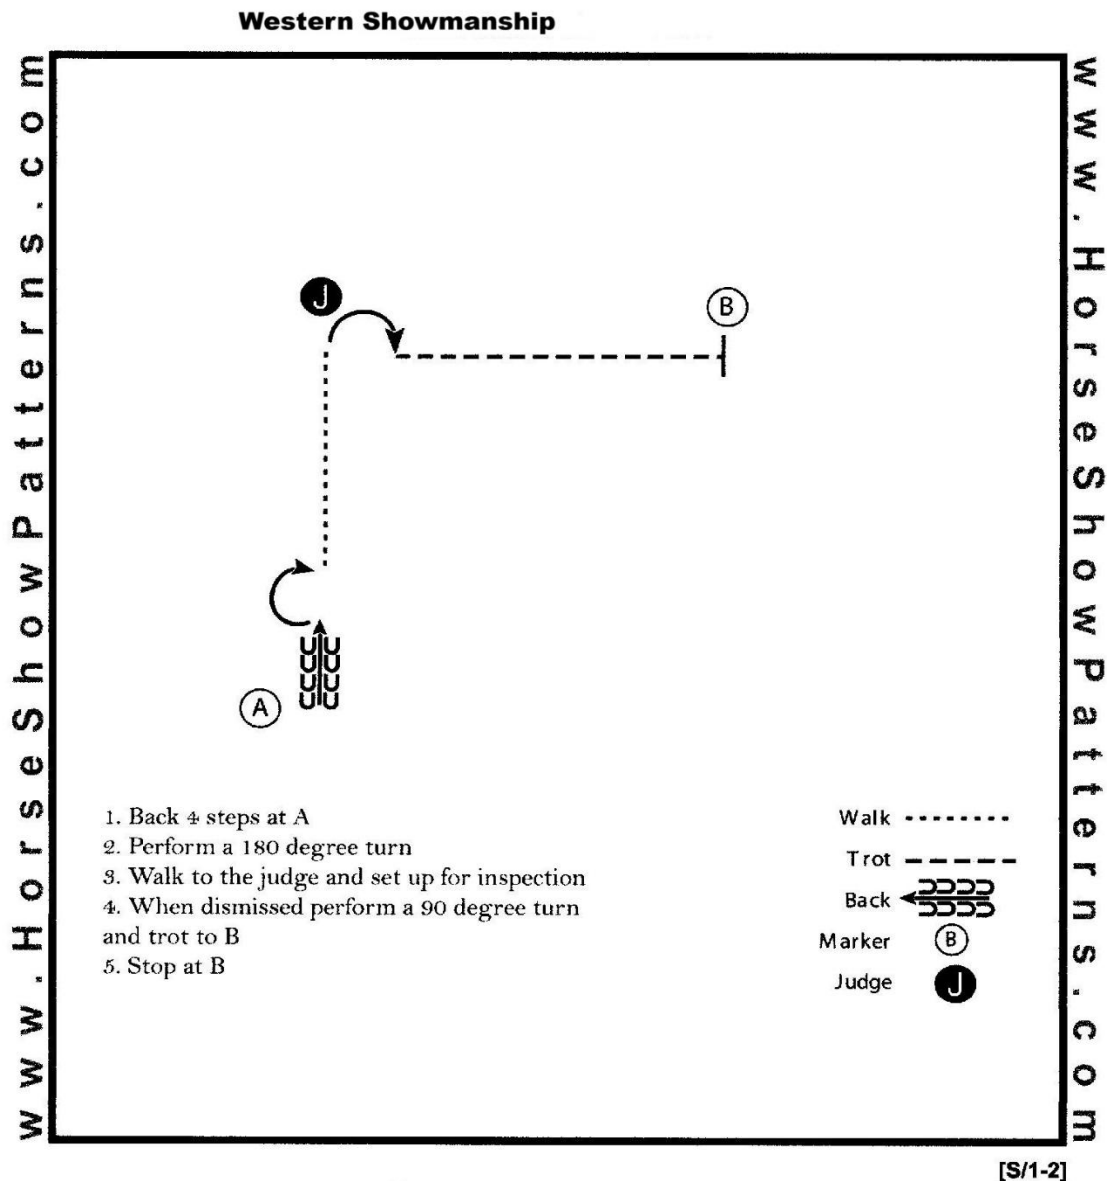 Western Showmanship
www.HorseShowPatterns.com
www.HorseShowPatterns.com
J
B
A
1. Back 4 steps at A
2. Perform a 180 degree turn
3. Walk to the judge and set up for inspection
4. When dismissed perform a 90 degree turn
and trot to B
5. Stop at B
Walk
Trot
Back
Marker B
Judge J
[S/1-2]